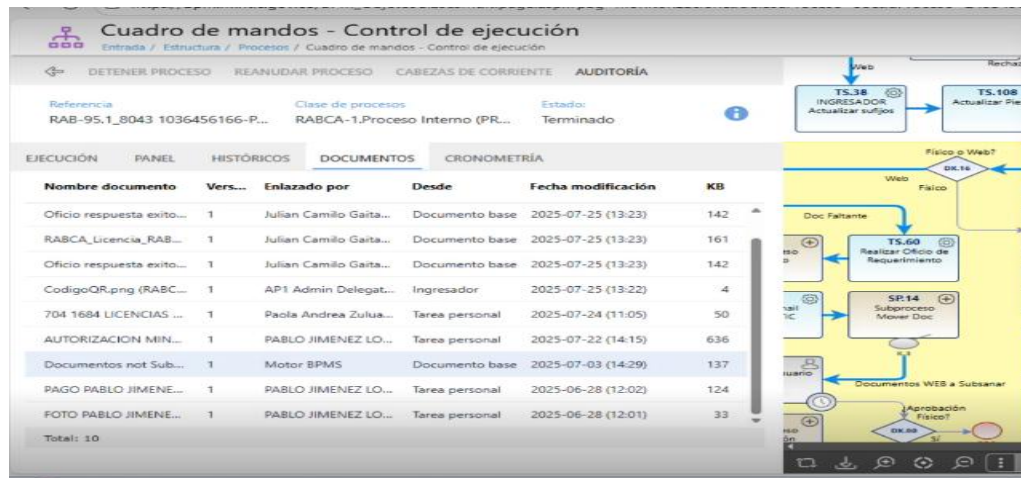 Cuadro de mandos - Control de ejecución
Entrada / Estructura / Procesos / Cuadro de mandos - Control de ejecución
DETENER PROCESO REANUDAR PROCESO CABEZAS DE CORRIENTE AUDITORÍA
Referencia Clase de procesos Estado:
RAB-95.1_8043 1036456166-P... RABCA-1.Proceso Interno (PR... Terminado
EJECUCIÓN PANEL HISTÓRICOS DOCUMENTOS CRONOMETRÍA
Nombre documento Vers... Enlazado por Desde Fecha modificación KB
Oficio respuesta exito... 1 Julian Camilo Gaita... Documento base 2025-07-25 (13:23) 142
RABCA_Licencia_RAB... 1 Julian Camilo Gaita... Documento base 2025-07-25 (13:23) 161
Oficio respuesta exito... 1 Julian Camilo Gaita... Documento base 2025-07-25 (13:23) 142
CodigoQR.png (RABC... 1 AP1 Admin Delegat... Ingresador 2025-07-25 (13:22) 4
704 1684 LICENCIAS ... 1 Paola Andrea Zulua... Tarea personal 2025-07-24 (11:05) 50
AUTORIZACION MIN... 1 PABLO JIMENEZ LO... Tarea personal 2025-07-22 (14:15) 636
Documentos not Sub... 1 Motor BPMS Documento base 2025-07-03 (14:29) 137
PAGO PABLO JIMENE... 1 PABLO JIMENEZ LO... Tarea personal 2025-06-28 (12:02) 124
FOTO PABLO JIMENE... 1 PABLO JIMENEZ LO... Tarea personal 2025-06-28 (12:01) 33
Total: 10
Web
Rechaz
TS.38
INGRESADOR
Actualizar sufijos
TS.108
Actualizar Pie
Físico o Web?
DX.16
Web
Físico
Doc Faltante
TS.60
Realizar Oficio de
Requerimiento
SP.14
Subproceso
Mover Doc
Documentos WEB a Subsanar
Aprobación
Físico?
Sí